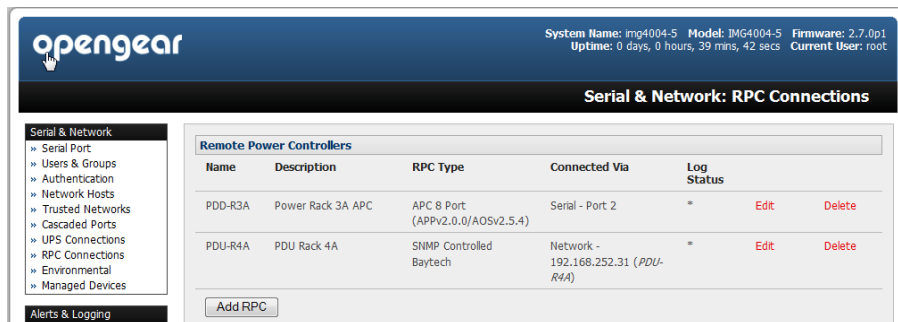 opengear
System Name: img4004-5 Model: IMG4004-5 Firmware: 2.7.0p1
Uptime: 0 days, 0 hours, 39 mins, 42 secs Current User: root
Serial & Network: RPC Connections
Serial & Network
» Serial Port
» Users & Groups
» Authentication
» Network Hosts
» Trusted Networks
» Cascaded Ports
» UPS Connections
» RPC Connections
» Environmental
» Managed Devices
Alerts & Logging
Remote Power Controllers
Name Description RPC Type Connected Via Log
Status
PDD-R3A Power Rack 3A APC APC 8 Port Serial - Port 2 * Edit Delete
(APPv2.0.0/AOSv2.5.4)
PDU-R4A PDU Rack 4A SNMP Controlled Network - * Edit Delete
Baytech 192.168.252.31 (PDU-
R4A)
Add RPC